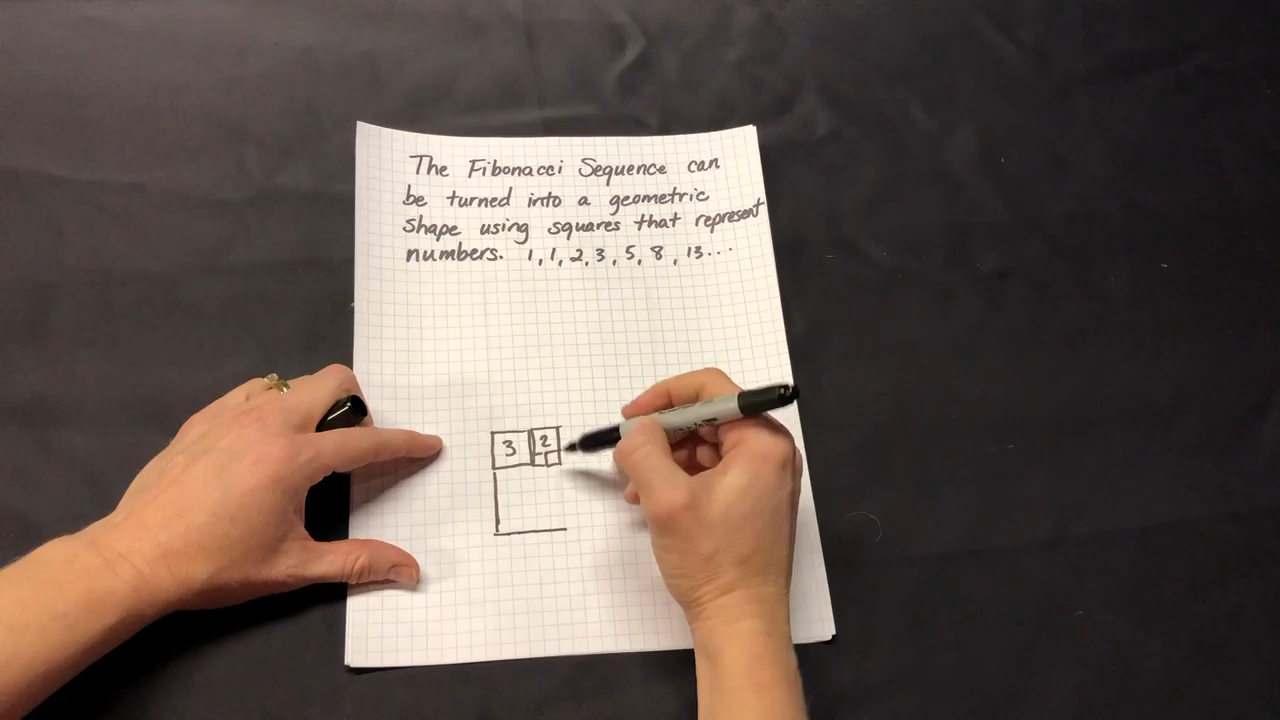 The Fibonacci Sequence can
be turned into a geometric
shape using squares that represent
numbers. 1, 1, 2, 3, 5, 8, 13...
3 2